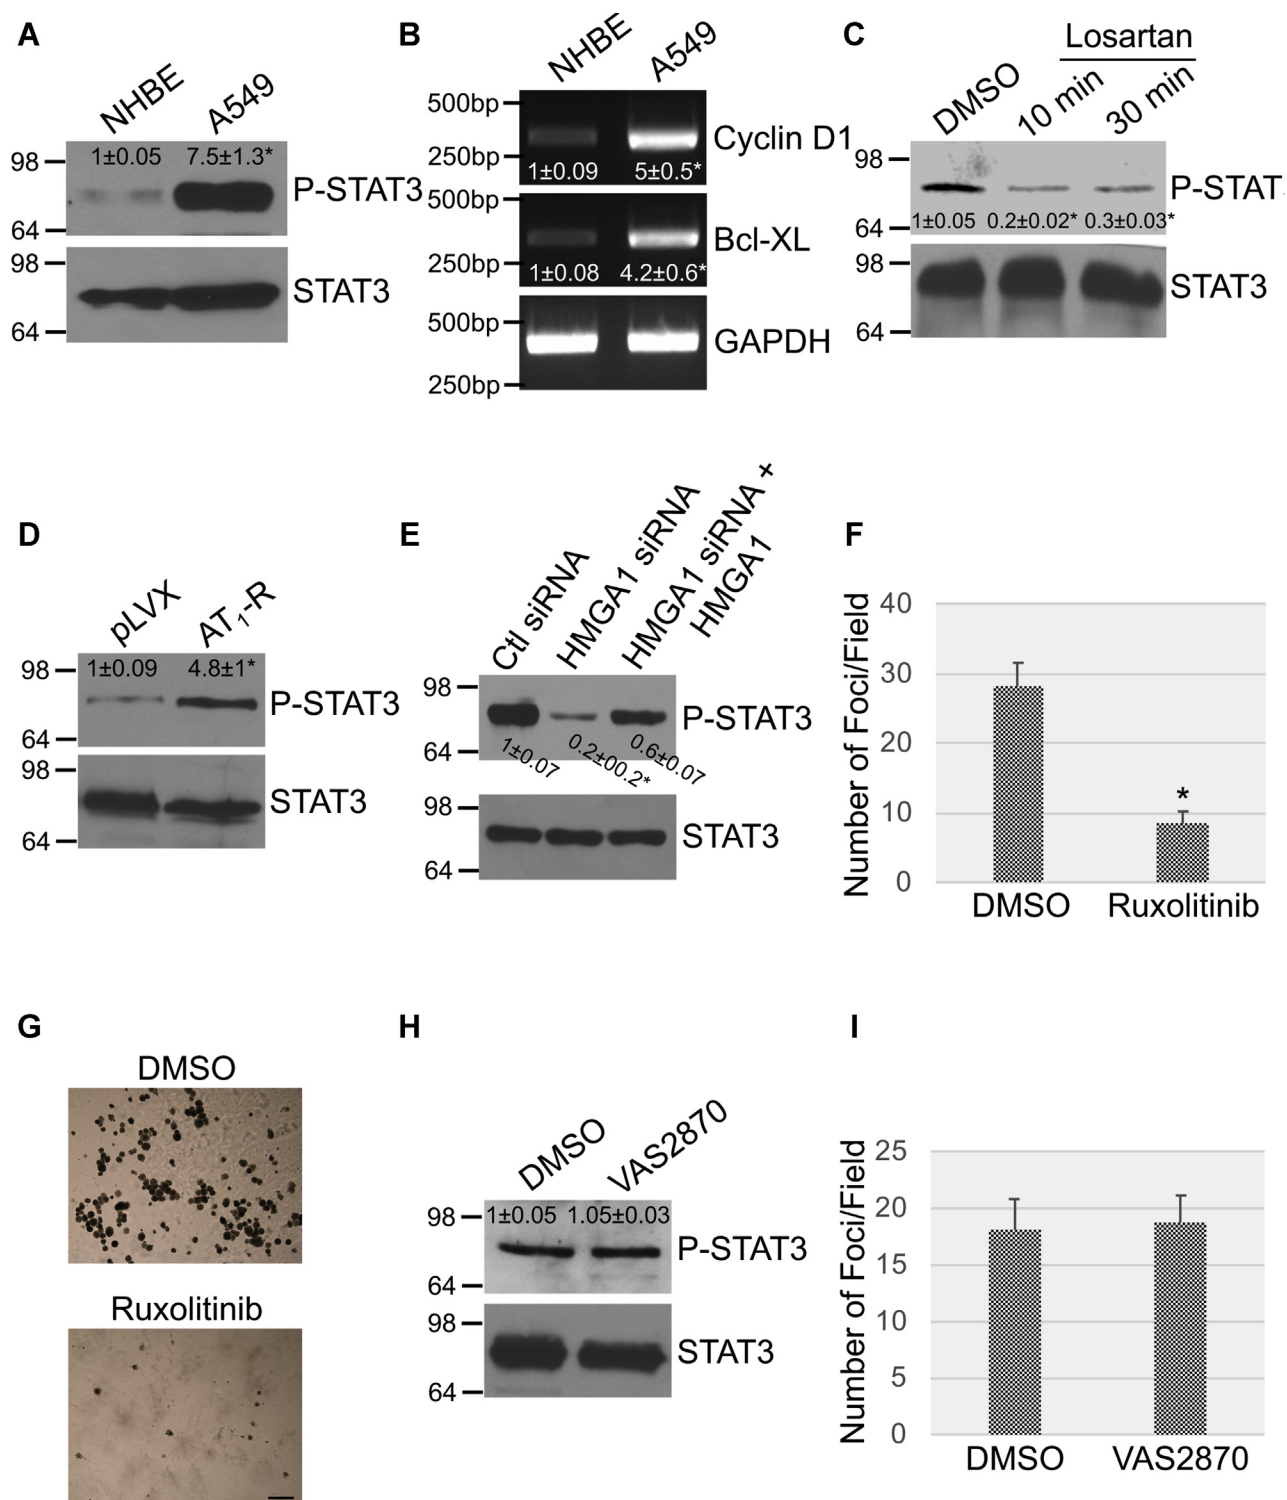 A
NHBE
A549
98
1±0.05
7.5±1.3*
P-STAT3
64
98
STAT3
64
B
NHBE
A549
500bp
Cyclin D1
250bp
1±0.09
5±0.5*
500bp
Bcl-XL
250bp
1±0.08
4.2±0.6*
500bp
GAPDH
250bp
C
Losartan
DMSO
10 min
30 min
98
P-STAT
1±0.05
0.2±0.02*
0.3±0.03*
64
98
STAT3
64
D
pLVX
AT1-R
98
1±0.09
4.8±1*
P-STAT3
64
98
STAT3
64
E
Ctl siRNA
HMGA1 siRNA
HMGA1 siRNA +
HMGA1
98
P-STAT3
64
1±0.07
0.2±00.2*
0.6±0.07
98
STAT3
64
F
Number of Foci/Field
40
30
20
10
0
*
DMSO
Ruxolitinib
G
DMSO
Ruxolitinib
H
DMSO
VAS2870
98
1±0.05
1.05±0.03
P-STAT3
64
98
STAT3
64
I
Number of Foci/Field
25
20
15
10
5
0
DMSO
VAS2870